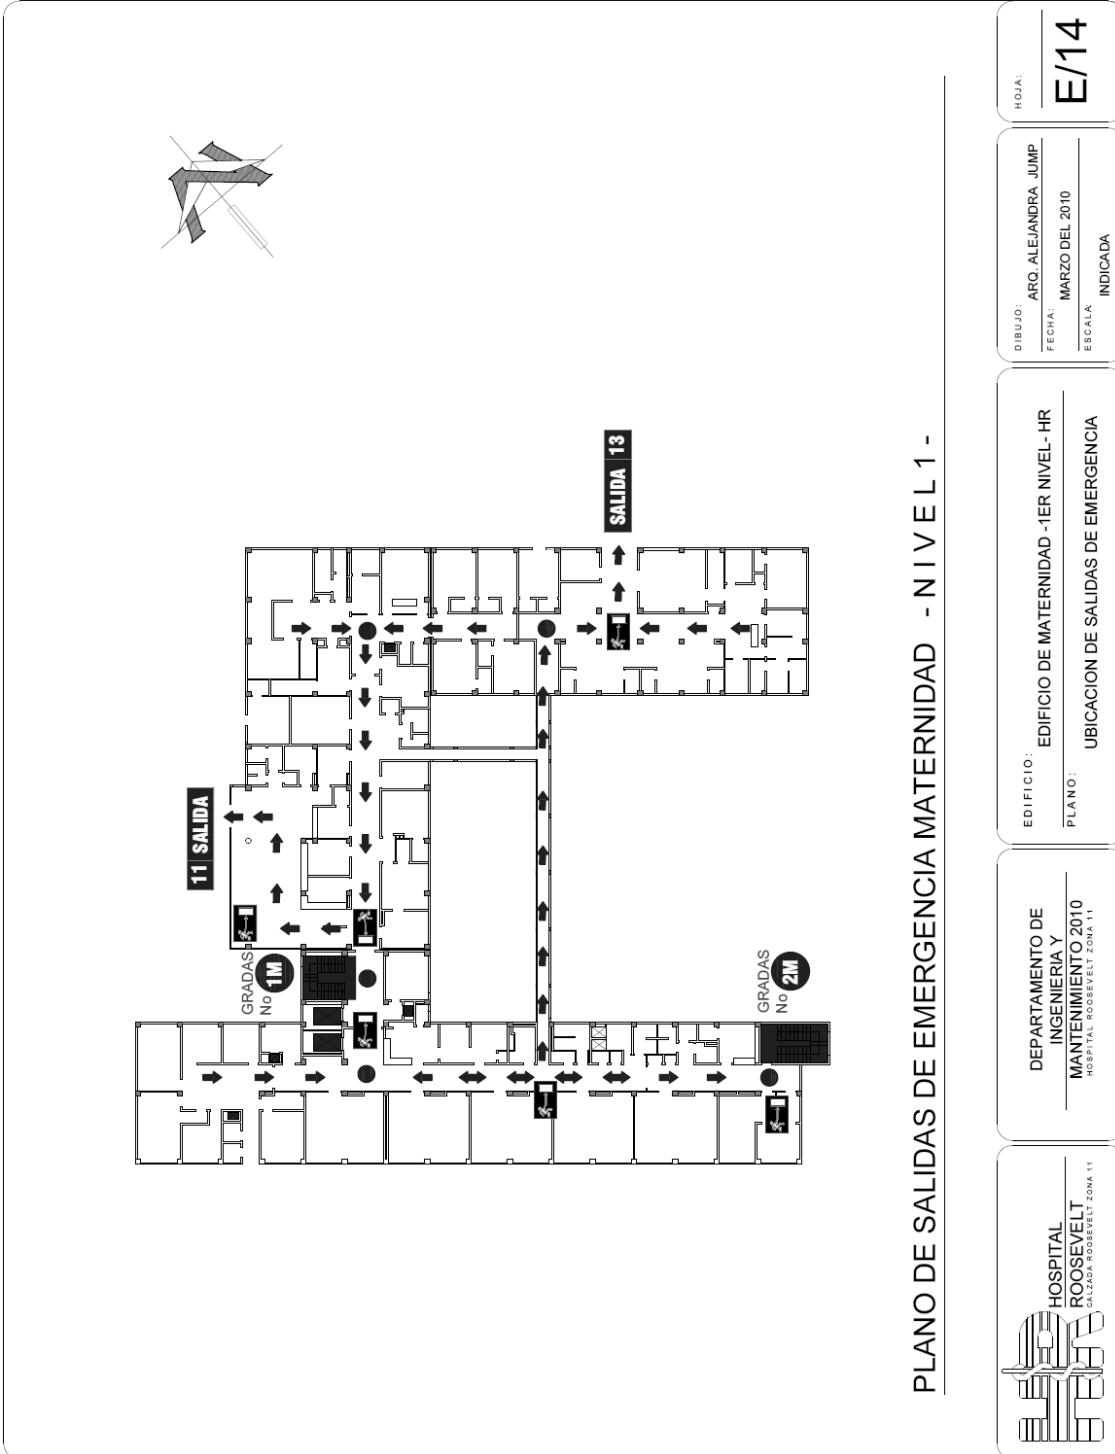 11 SALIDA
SALIDA 13
GRADAS
No 1M
GRADAS
No 2M
PLANO DE SALIDAS DE EMERGENCIA MATERNIDAD - N I V E L 1 -
HOSPITAL
ROOSEVELT
CALZADA ROOSEVELT ZONA 11
DEPARTAMENTO DE
INGENIERIA Y
MANTENIMIENTO 2010
HOSPITAL ROOSEVELT ZONA 11
EDIFICIO:
EDIFICIO DE MATERNIDAD -1ER NIVEL- HR
PLANO:
UBICACION DE SALIDAS DE EMERGENCIA
DIBUJO:
ARQ. ALEJANDRA JUMP
FECHA:
MARZO DEL 2010
ESCALA:
INDICADA
HOJA:
E/14